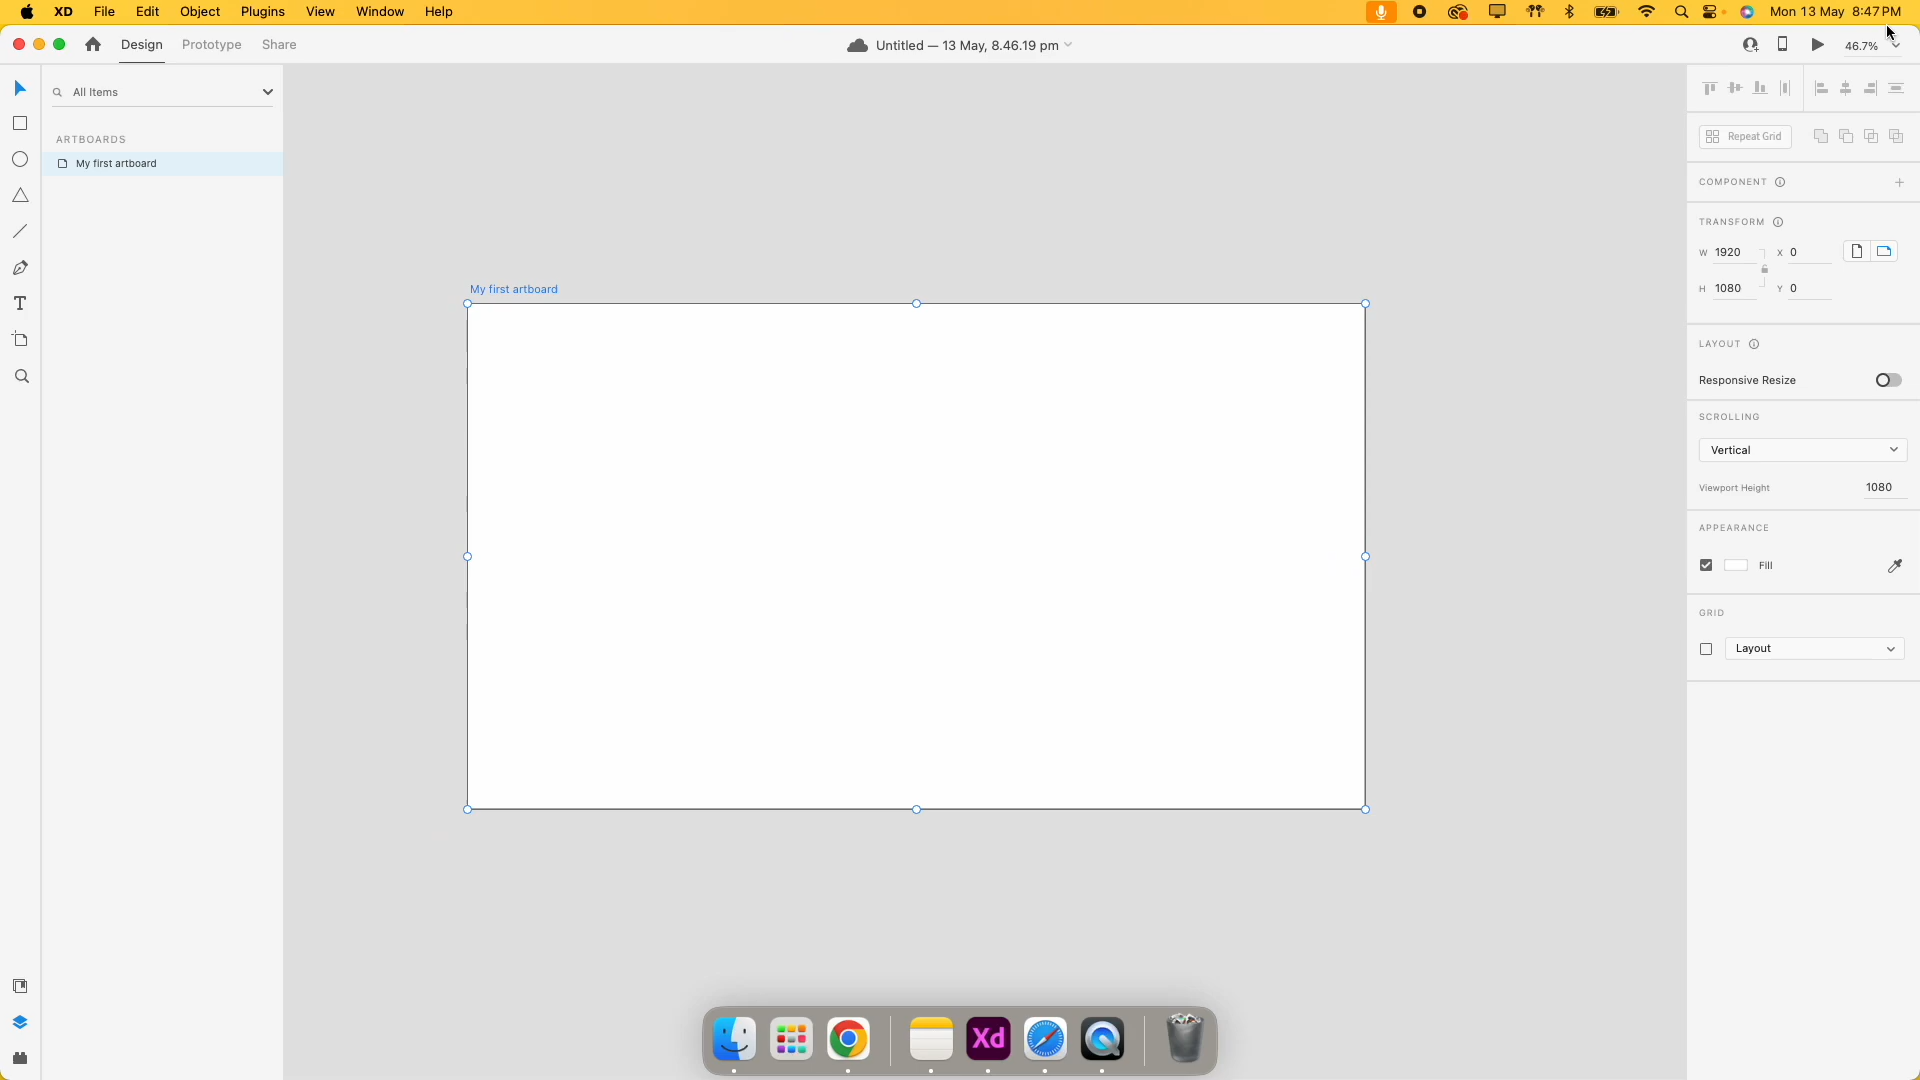 XD File Edit Object Plugins View Window Help Mon 13 May 8:47 PM
Design Prototype Share Untitled — 13 May, 8.46.19 pm 46.7%
All Items
ARTBOARDS
My first artboard
My first artboard
Repeat Grid
COMPONENT
TRANSFORM
W 1920 X 0
H 1080 Y 0
LAYOUT
Responsive Resize
SCROLLING
Vertical
Viewport Height 1080
APPEARANCE
Fill
GRID
Layout
Xd